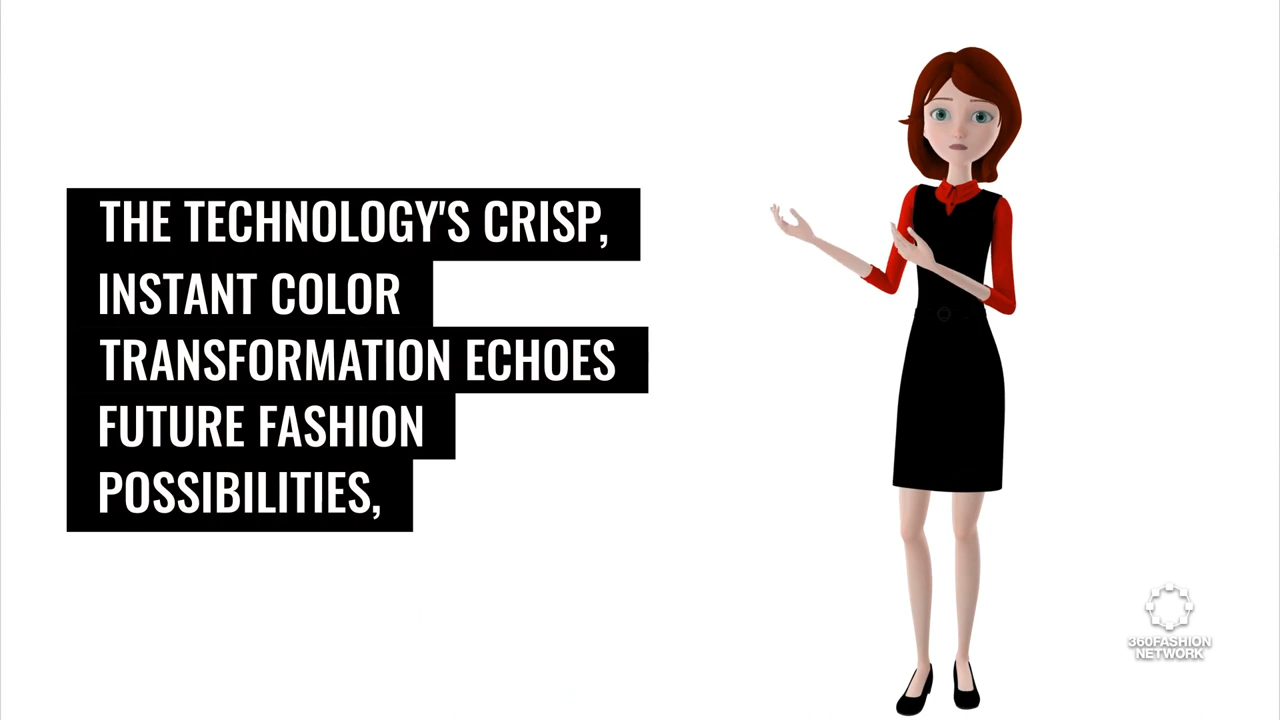 THE TECHNOLOGY'S CRISP,
INSTANT COLOR
TRANSFORMATION ECHOES
FUTURE FASHION
POSSIBILITIES,
360FASHION
NETWORK